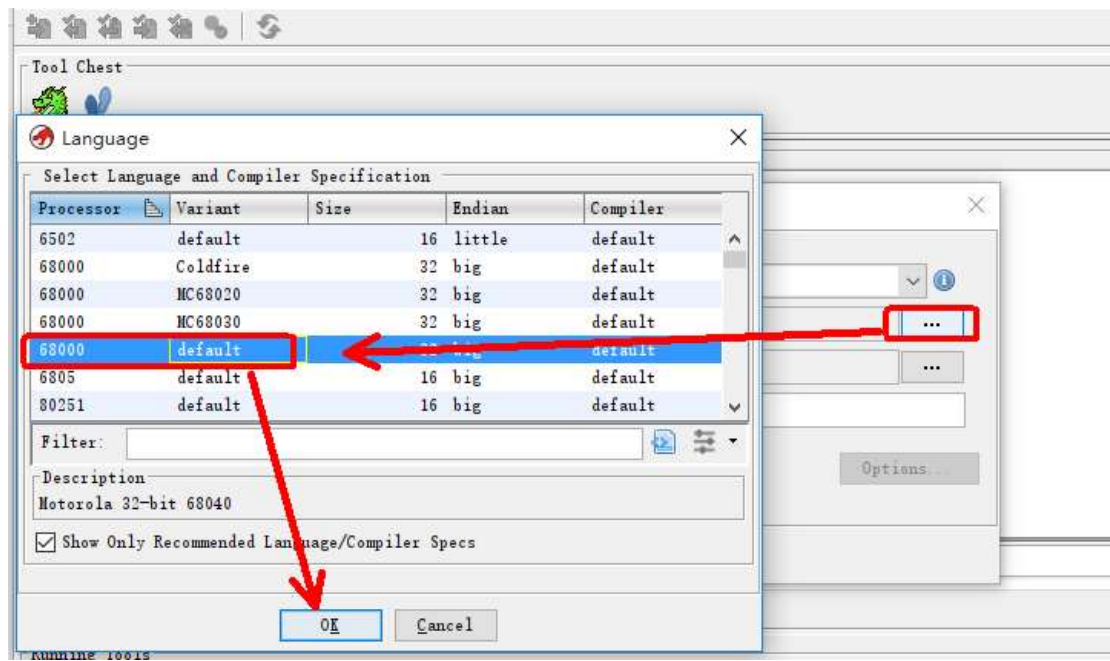 Tool Chest
Language
Select Language and Compiler Specification
Processor Variant Size Endian Compiler
6502 default 16 little default
68000 Coldfire 32 big default
68000 MC68020 32 big default
68000 MC68030 32 big default
68000 default 32 big default
6805 default 16 big default
80251 default 16 big default
...
...
Filter:
Options...
Description
Motorola 32-bit 68040
Show Only Recommended Language/Compiler Specs
OK Cancel
Running Tools